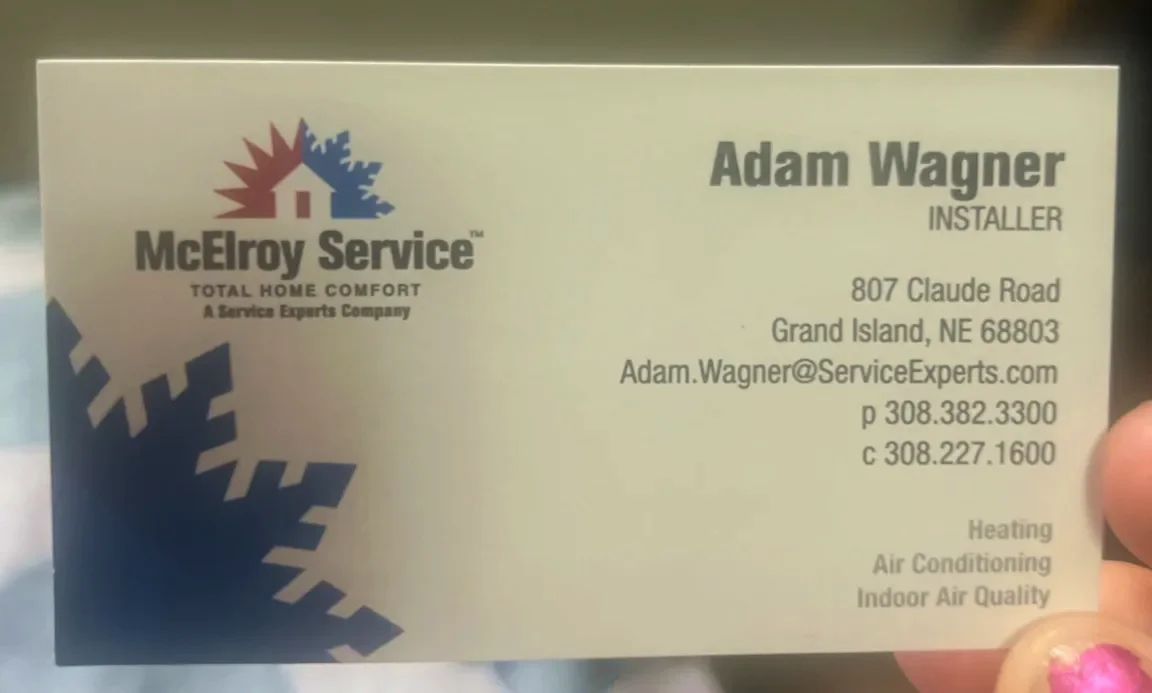 McElroy Service™
TOTAL HOME COMFORT
A Service Experts Company
Adam Wagner
INSTALLER
807 Claude Road
Grand Island, NE 68803
Adam.Wagner@ServiceExperts.com
p 308.382.3300
c 308.227.1600
Heating
Air Conditioning
Indoor Air Quality